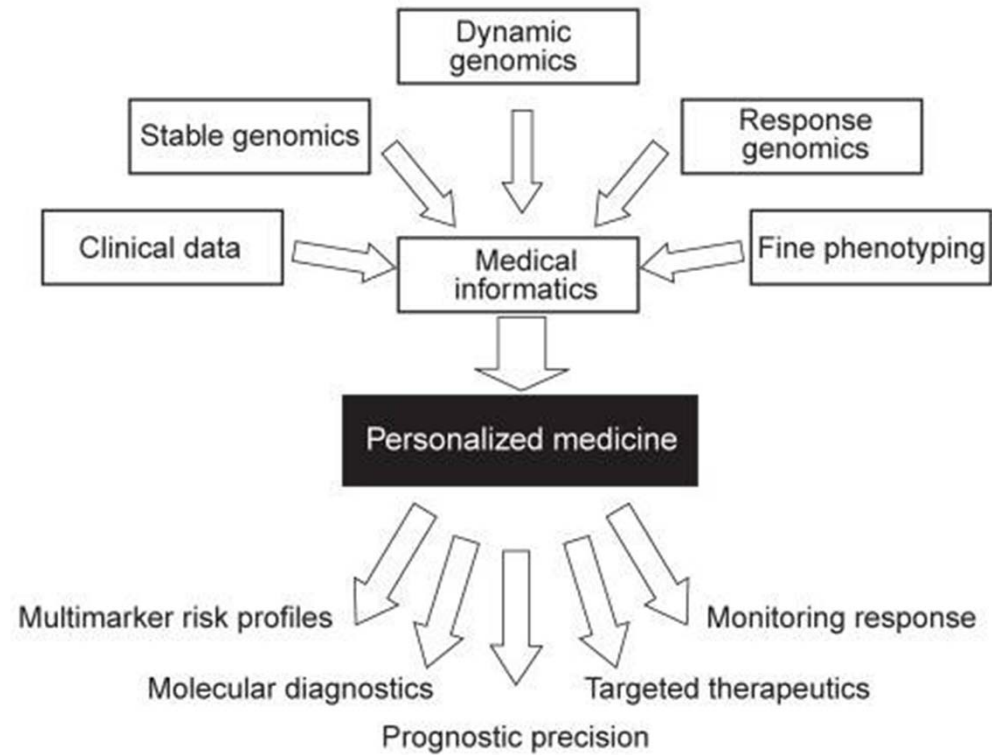 Dynamic
genomics
Stable genomics
Response
genomics
Clinical data
Medical
informatics
Fine phenotyping
Personalized medicine
Multimarker risk profiles
Monitoring response
Molecular diagnostics
Targeted therapeutics
Prognostic precision